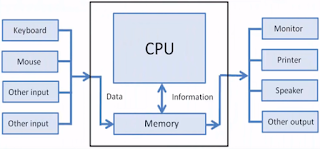 Keyboard
Mouse
Other input
Other input
CPU
Data
Information
Memory
Monitor
Printer
Speaker
Other output